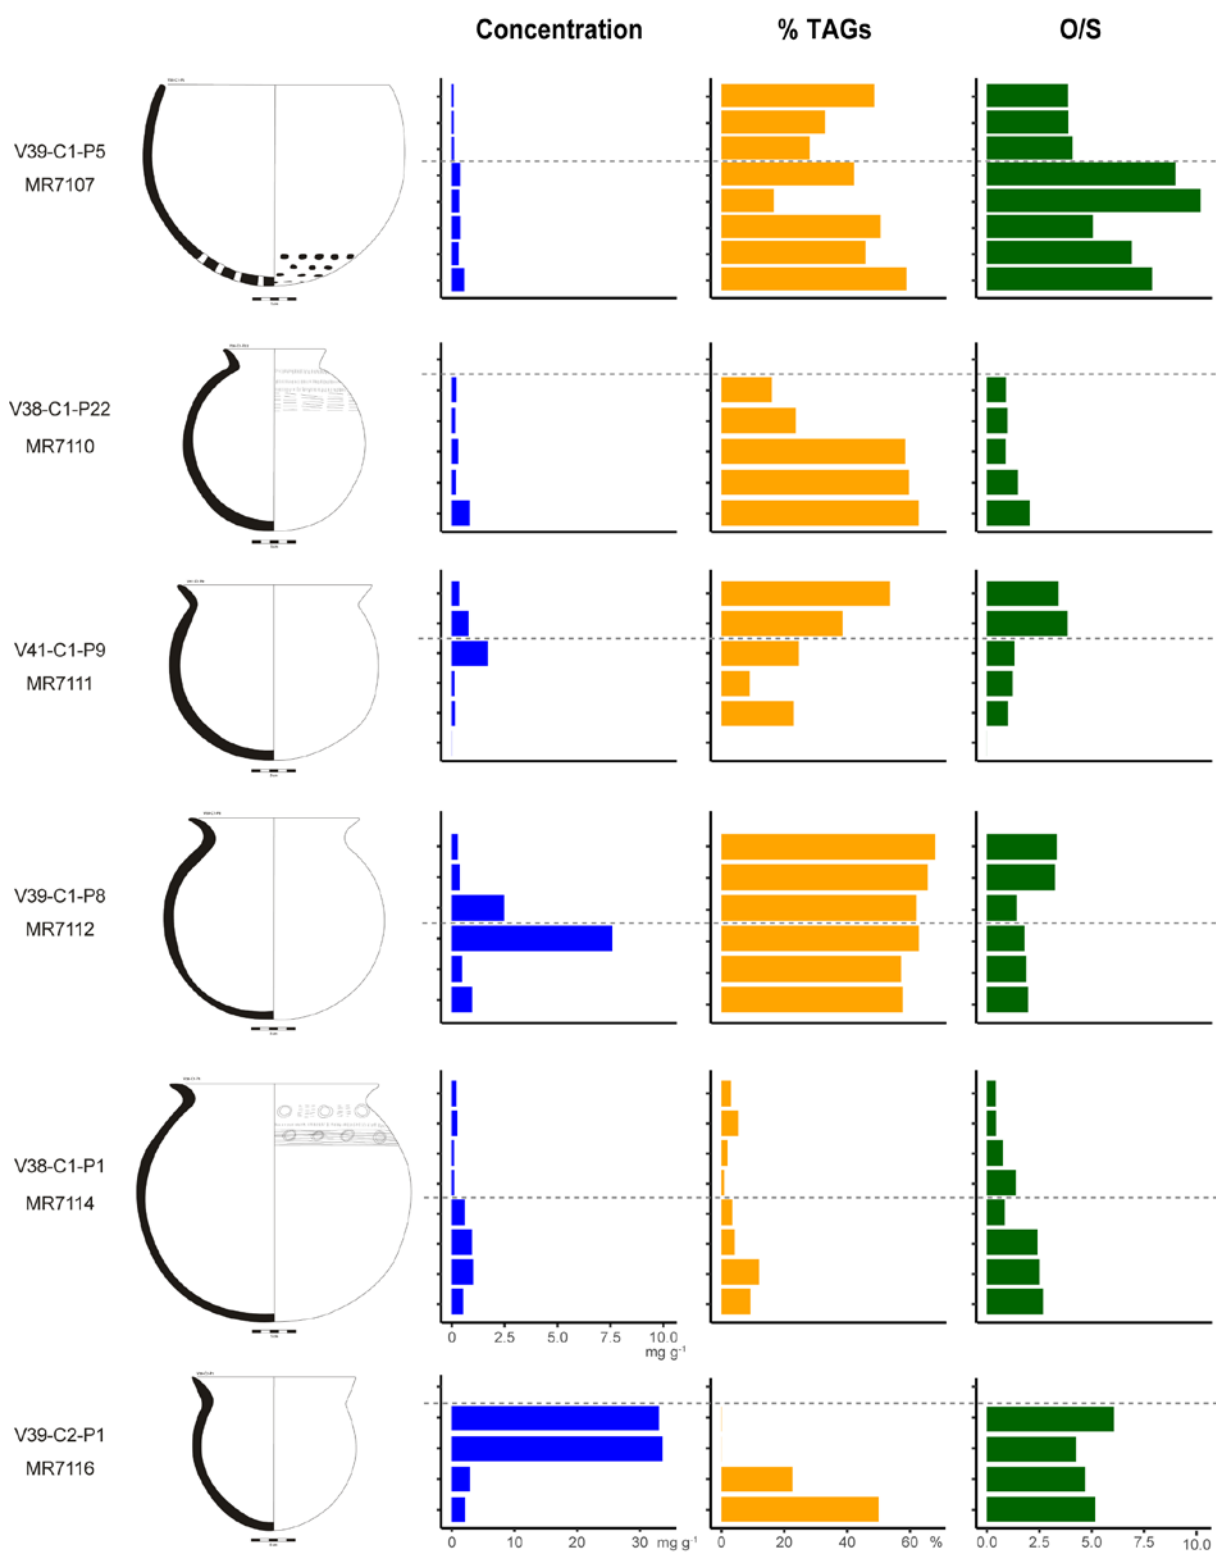 Concentration % TAGs O/S
V39-C1-P5
MR7107
V38-C1-P22
MR7110
V41-C1-P9
MR7111
V39-C1-P8
MR7112
V38-C1-P1
MR7114
0 2.5 5.0 7.5 10.0
mg g-1
V39-C2-P1
MR7116
0 10 20 30 mg g-1 0 20 40 60 % 0.0 2.5 5.0 7.5 10.0